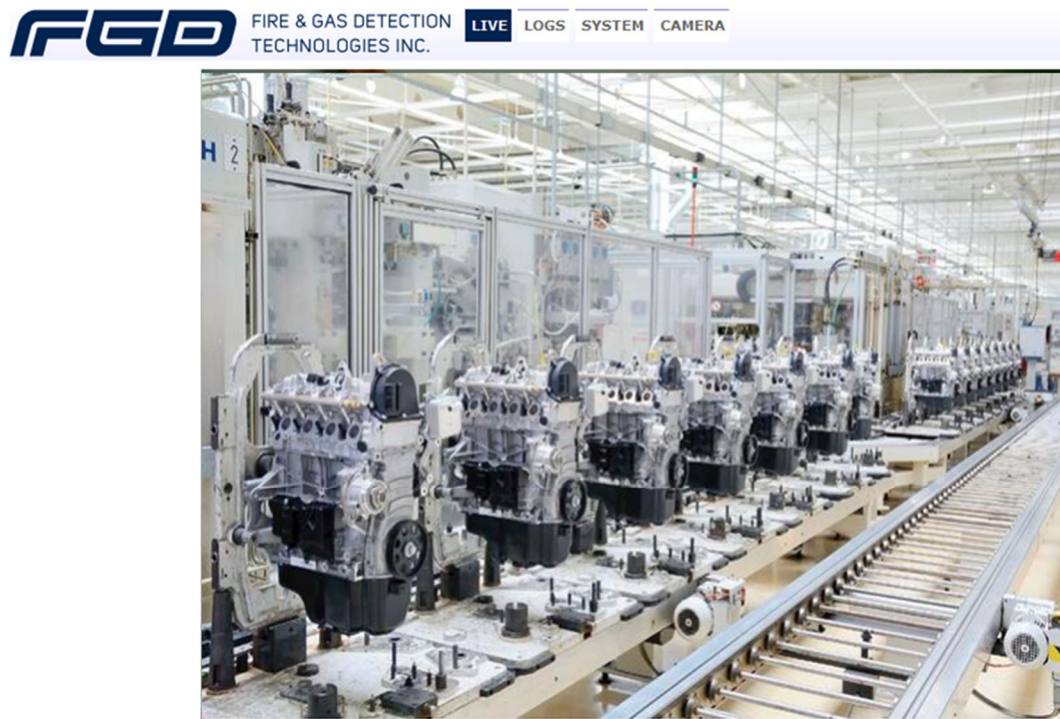 FGD
FIRE & GAS DETECTION
TECHNOLOGIES INC.
LIVE LOGS SYSTEM CAMERA
H 2